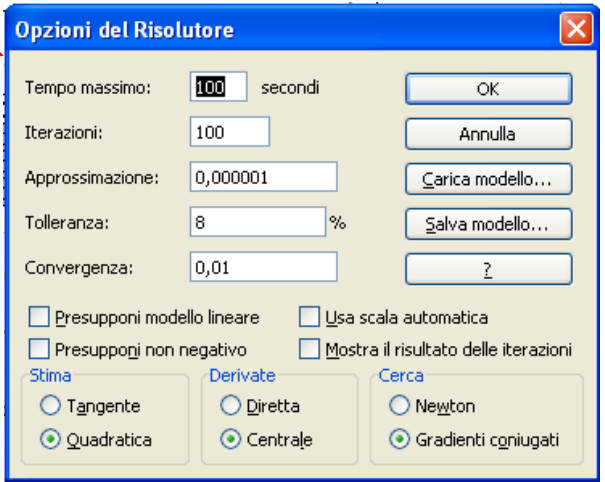 Opzioni del Risolutore
Tempo massimo: 100 secondi OK
Iterazioni: 100 Annulla
Approssimazione: 0,000001 Carica modello...
Tolleranza: 8 % Salva modello...
Convergenza: 0,01 ?
Presupponi modello lineare Usa scala automatica
Presupponi non negativo Mostra il risultato delle iterazioni
Stima Derivate Cerca
Tangente Diretta Newton
Quadratica Centrale Gradienti coniugati